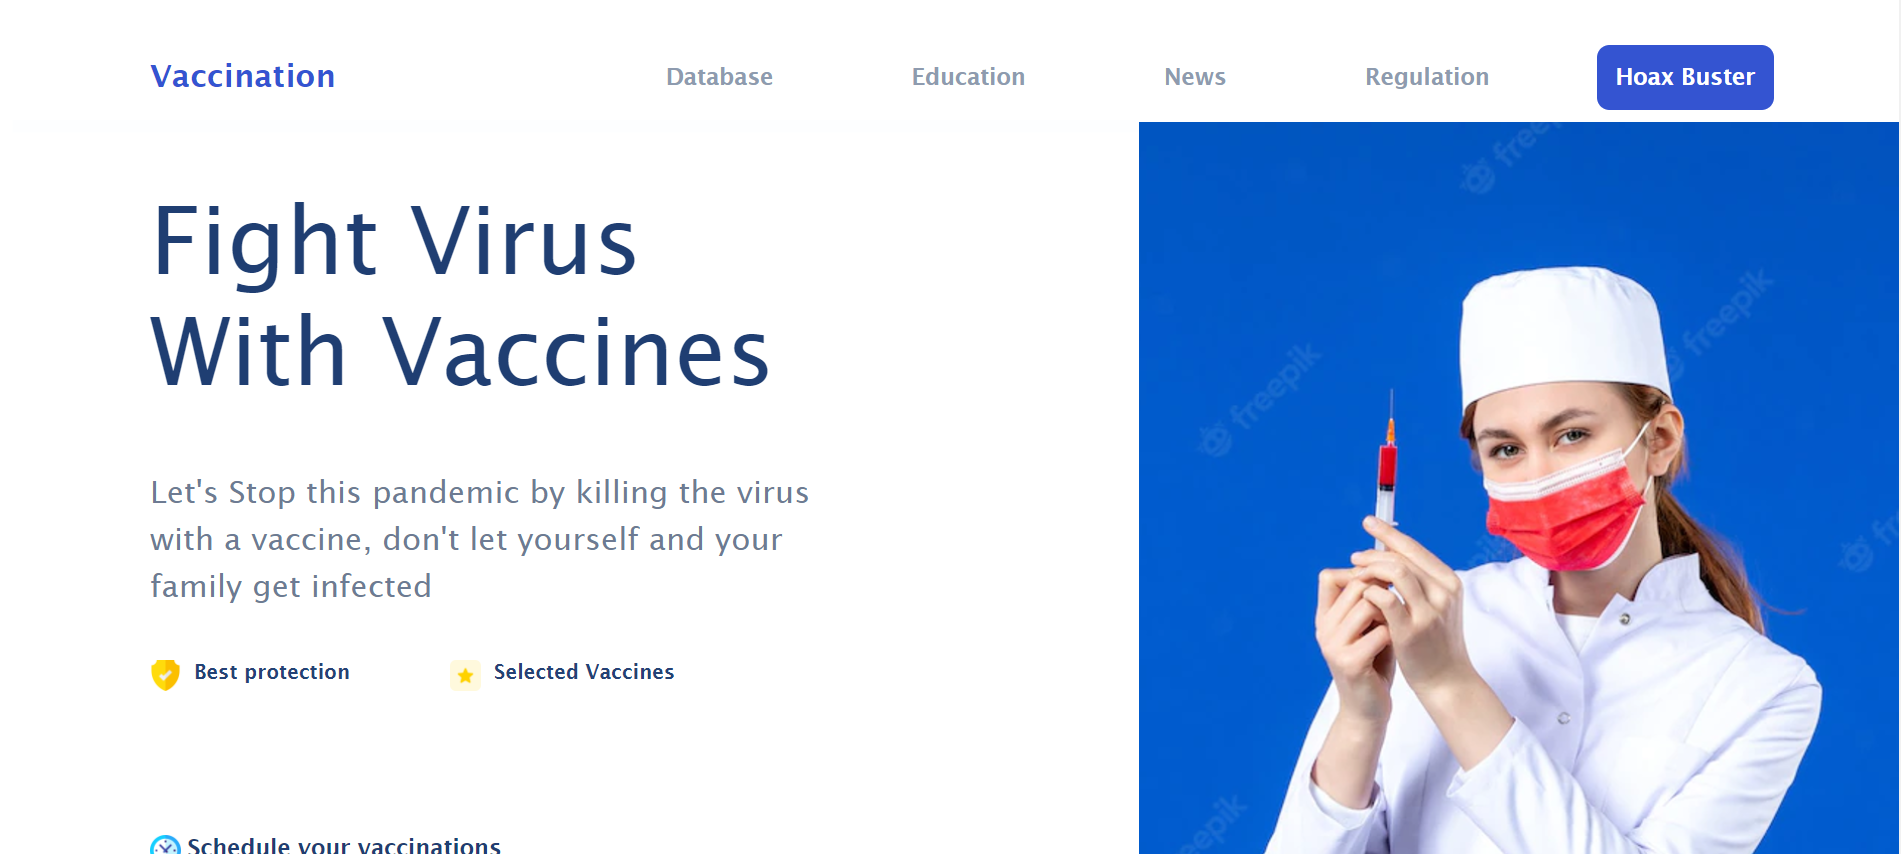 Vaccination
Database
Education
News
Regulation
Hoax Buster
Fight Virus
With Vaccines
Let's Stop this pandemic by killing the virus
with a vaccine, don't let yourself and your
family get infected
Best protection
Selected Vaccines
Schedule your vaccinations
freepik
freepik
freepik